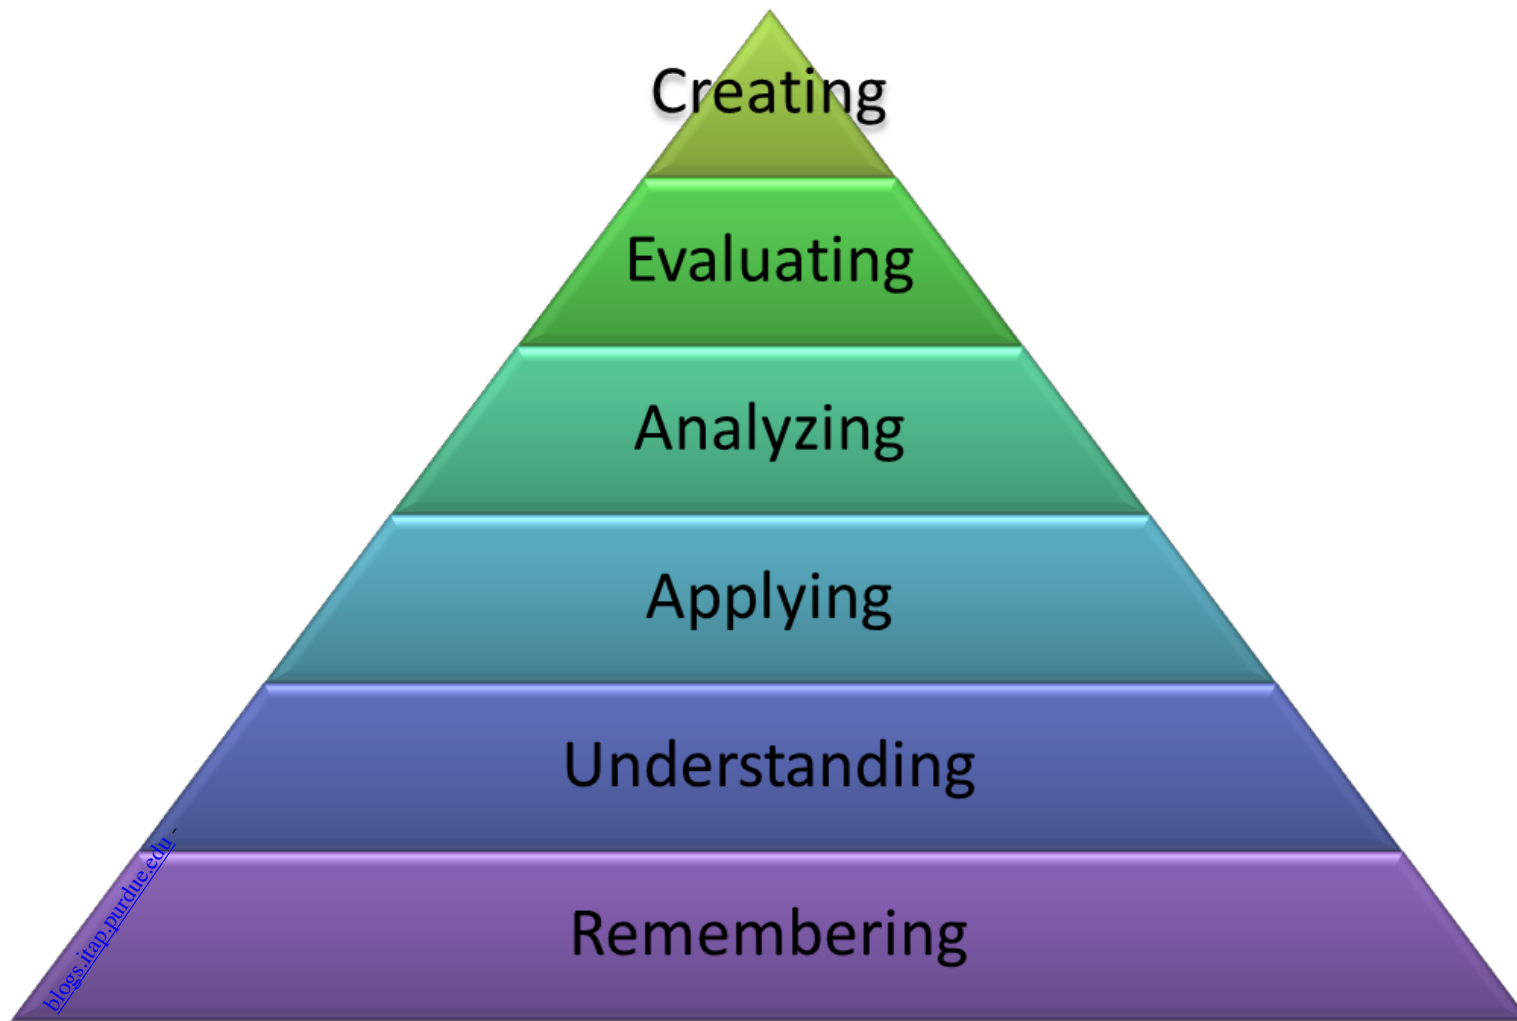 Creating
Evaluating
Analyzing
Applying
Understanding
Remembering
blogs.itap.purdue.edu -